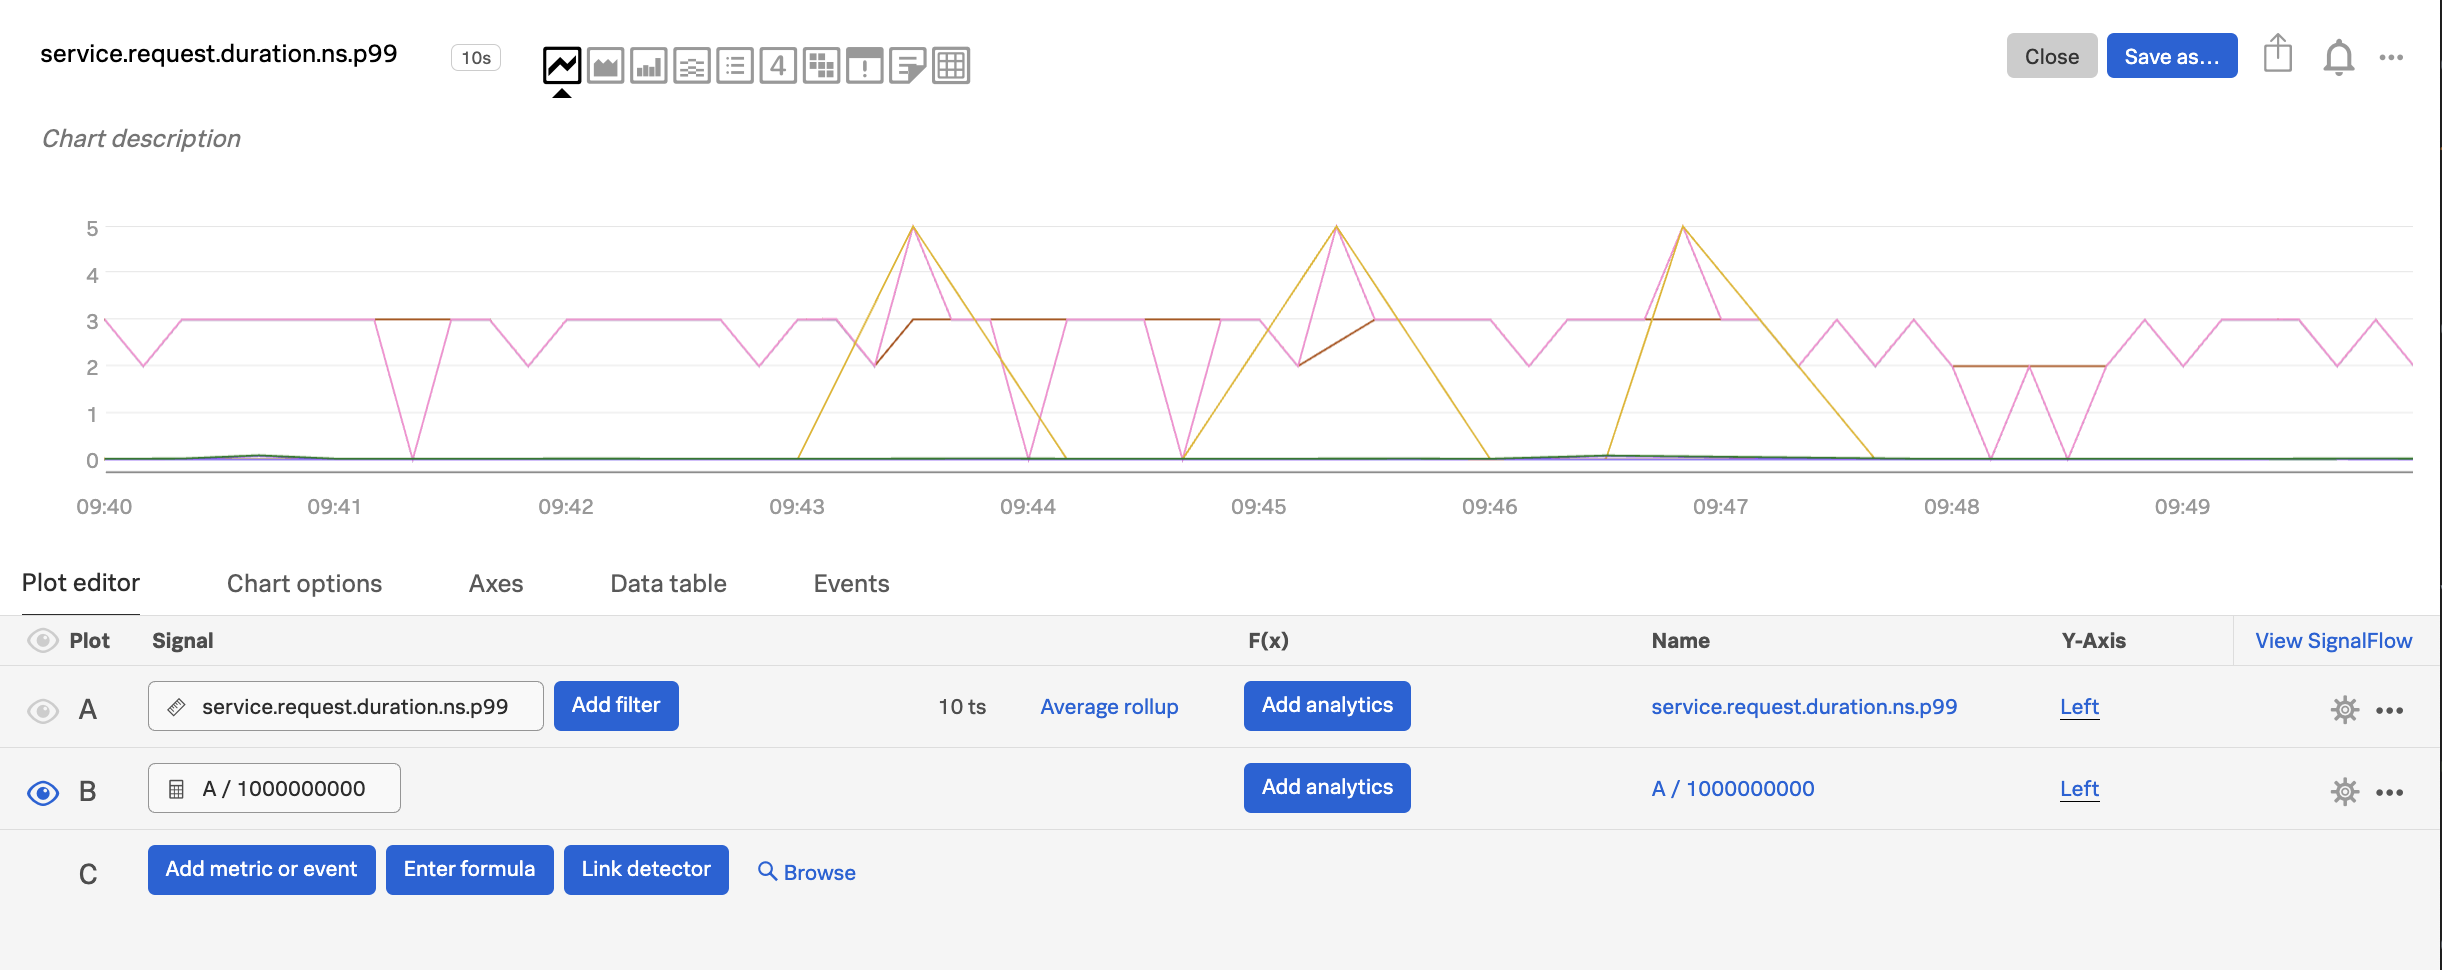 service.request.duration.ns.p99
10s
4
Close
Save as...
Chart description
5
4
3
2
1
0
09:40 09:41 09:42 09:43 09:44 09:45 09:46 09:47 09:48 09:49
Plot editor Chart options Axes Data table Events
Plot Signal F(x) Name Y-Axis View SignalFlow
A service.request.duration.ns.p99 Add filter 10 ts Average rollup Add analytics service.request.duration.ns.p99 Left
B A / 1000000000 Add analytics A / 1000000000 Left
C Add metric or event Enter formula Link detector Browse